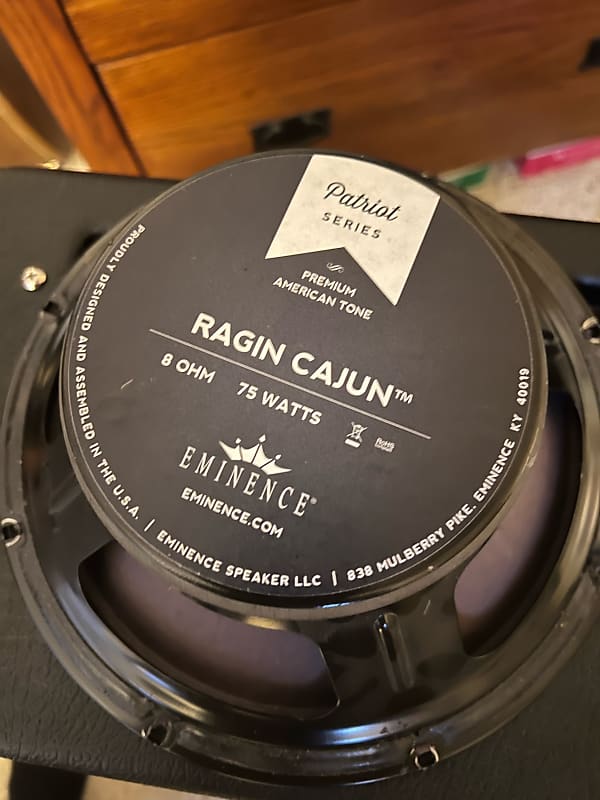 Patriot
SERIES
PREMIUM
AMERICAN TONE
RAGIN CAJUN™
8 OHM 75 WATTS
RoHS
EMINENCE®
EMINENCE.COM
PROUDLY DESIGNED AND ASSEMBLED IN THE U.S.A. | EMINENCE SPEAKER LLC | 838 MULBERRY PIKE, EMINENCE KY 40019